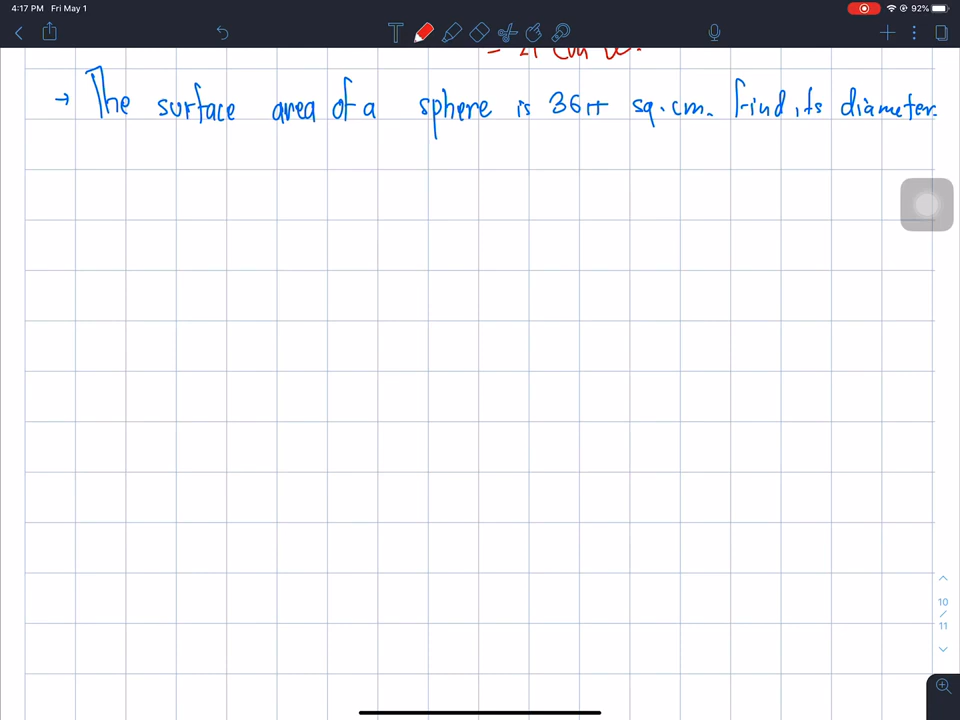 4:17 PM Fri May 1
92%
T
→ The surface area of a sphere is 36π sq.cm. Find its diameter.
10
/
11